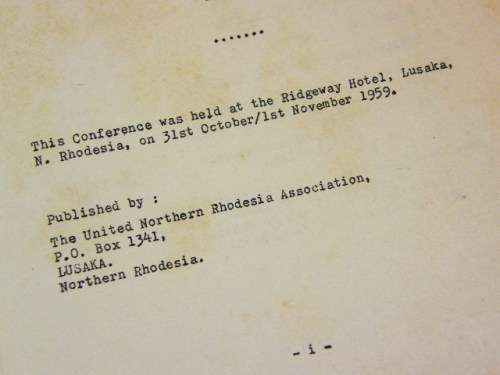 .......
This Conference was held at the Ridgeway Hotel, Lusaka,
N. Rhodesia, on 31st October/1st November 1959.
Published by :
The United Northern Rhodesia Association,
P.O. Box 1341,
LUSAKA.
Northern Rhodesia.
- i -